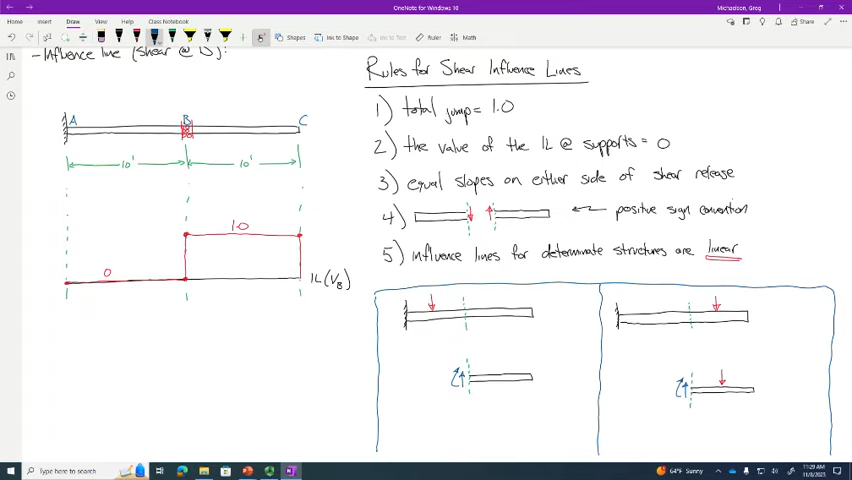 OneNote for Windows 10
Michaelson, Greg
Home
Insert
Draw
View
Help
Class Notebook
Shapes
Ink to Shape
Ink to Text
Ruler
Math
Share
- Influence line (shear @ B):
Rules for Shear Influence Lines
1) total jump = 1.0
2) the value of the IL @ supports = 0
3) equal slopes on either side of shear release
4) positive sign convention
5) influence lines for determinate structures are linear
A B C
10' 10'
1.0
0
IL (VB)
Type here to search
64°F Sunny
11:29 AM
11/8/2023